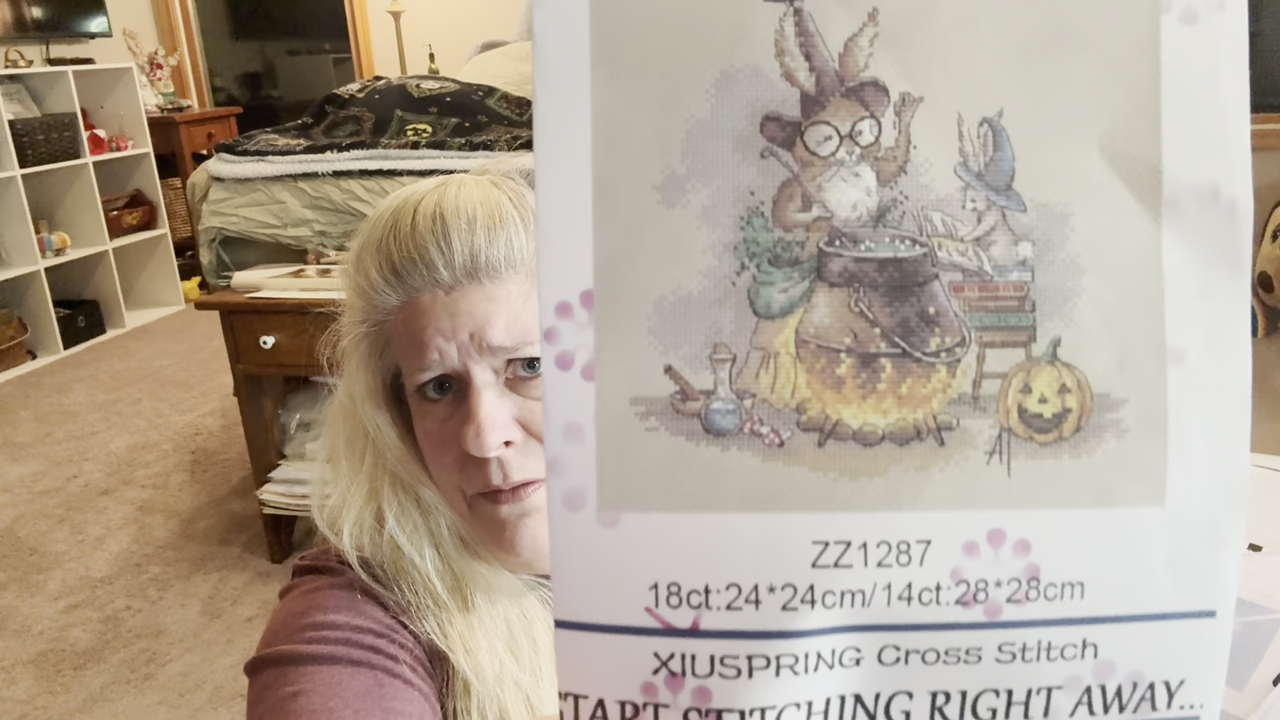 ZZ1287
18ct:24*24cm/14ct:28*28cm
XIUSPRING Cross Stitch
START STITCHING RIGHT AWAY...